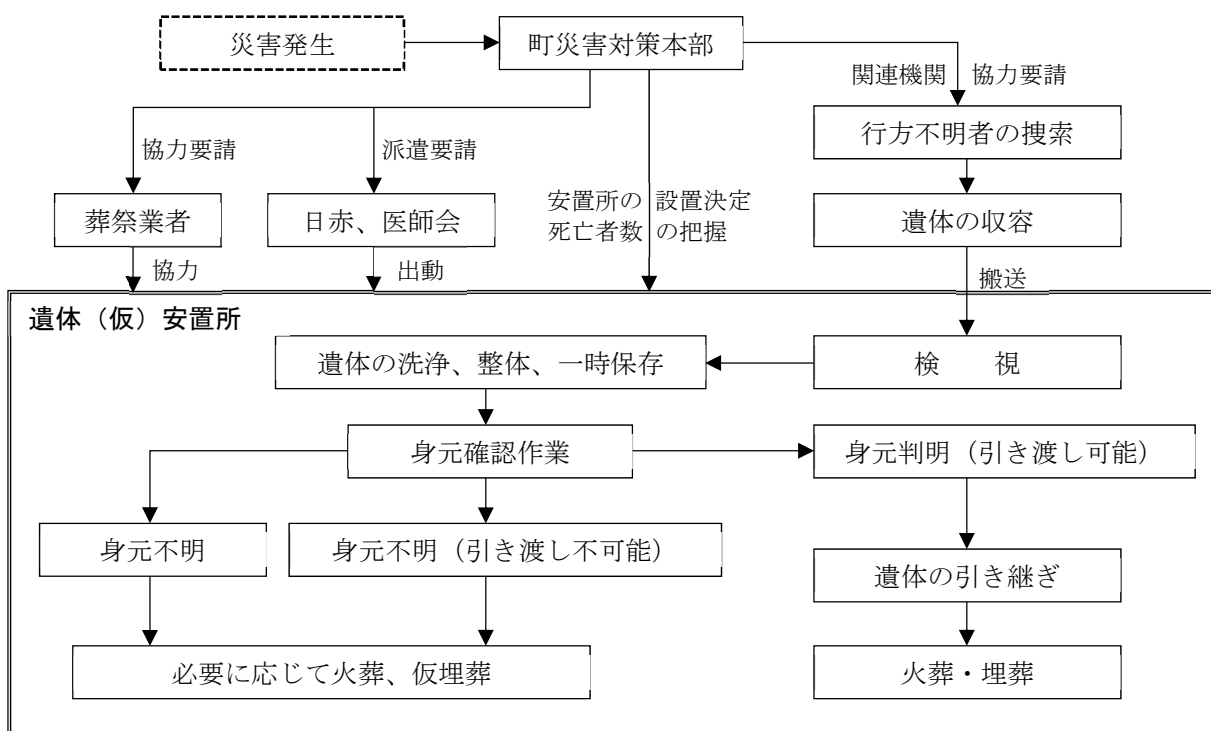 災害発生
町災害対策本部
関連機関 協力要請
協力要請
派遣要請
行方不明者の捜索
安置所の 設置決定
死亡者数 の把握
葬祭業者
日赤、医師会
遺体の収容
協力
出動
搬送
遺体（仮）安置所
遺体の洗浄、整体、一時保存
検　　視
身元確認作業
身元判明（引き渡し可能）
身元不明
身元不明（引き渡し不可能）
遺体の引き継ぎ
必要に応じて火葬、仮埋葬
火葬・埋葬